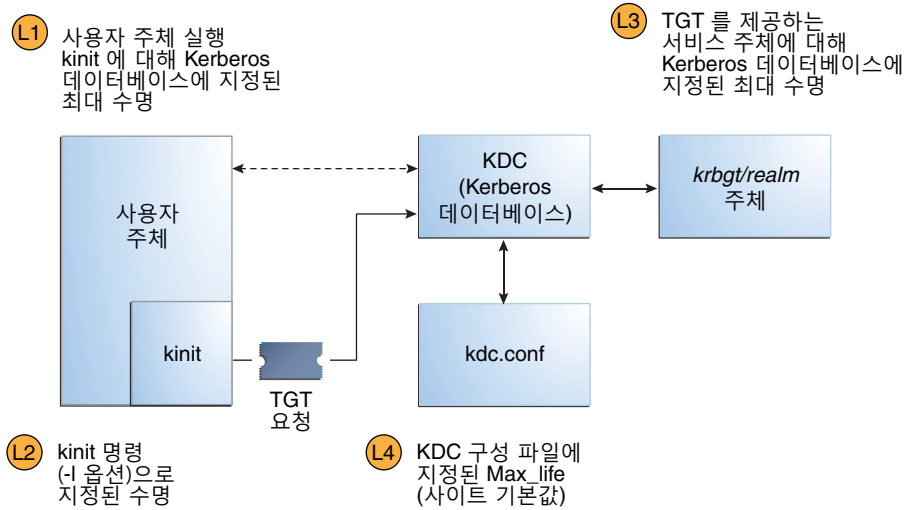 L1
사용자 주체 실행
kinit 에 대해 Kerberos
데이터베이스에 지정된
최대 수명
L3
TGT 를 제공하는
서비스 주체에 대해
Kerberos 데이터베이스에
지정된 최대 수명
사용자
주체
kinit
TGT
요청
KDC
(Kerberos
데이터베이스)
krbgt/realm
주체
kdc.conf
L2
kinit 명령
(-l 옵션)으로
지정된 수명
L4
KDC 구성 파일에
지정된 Max_life
(사이트 기본값)